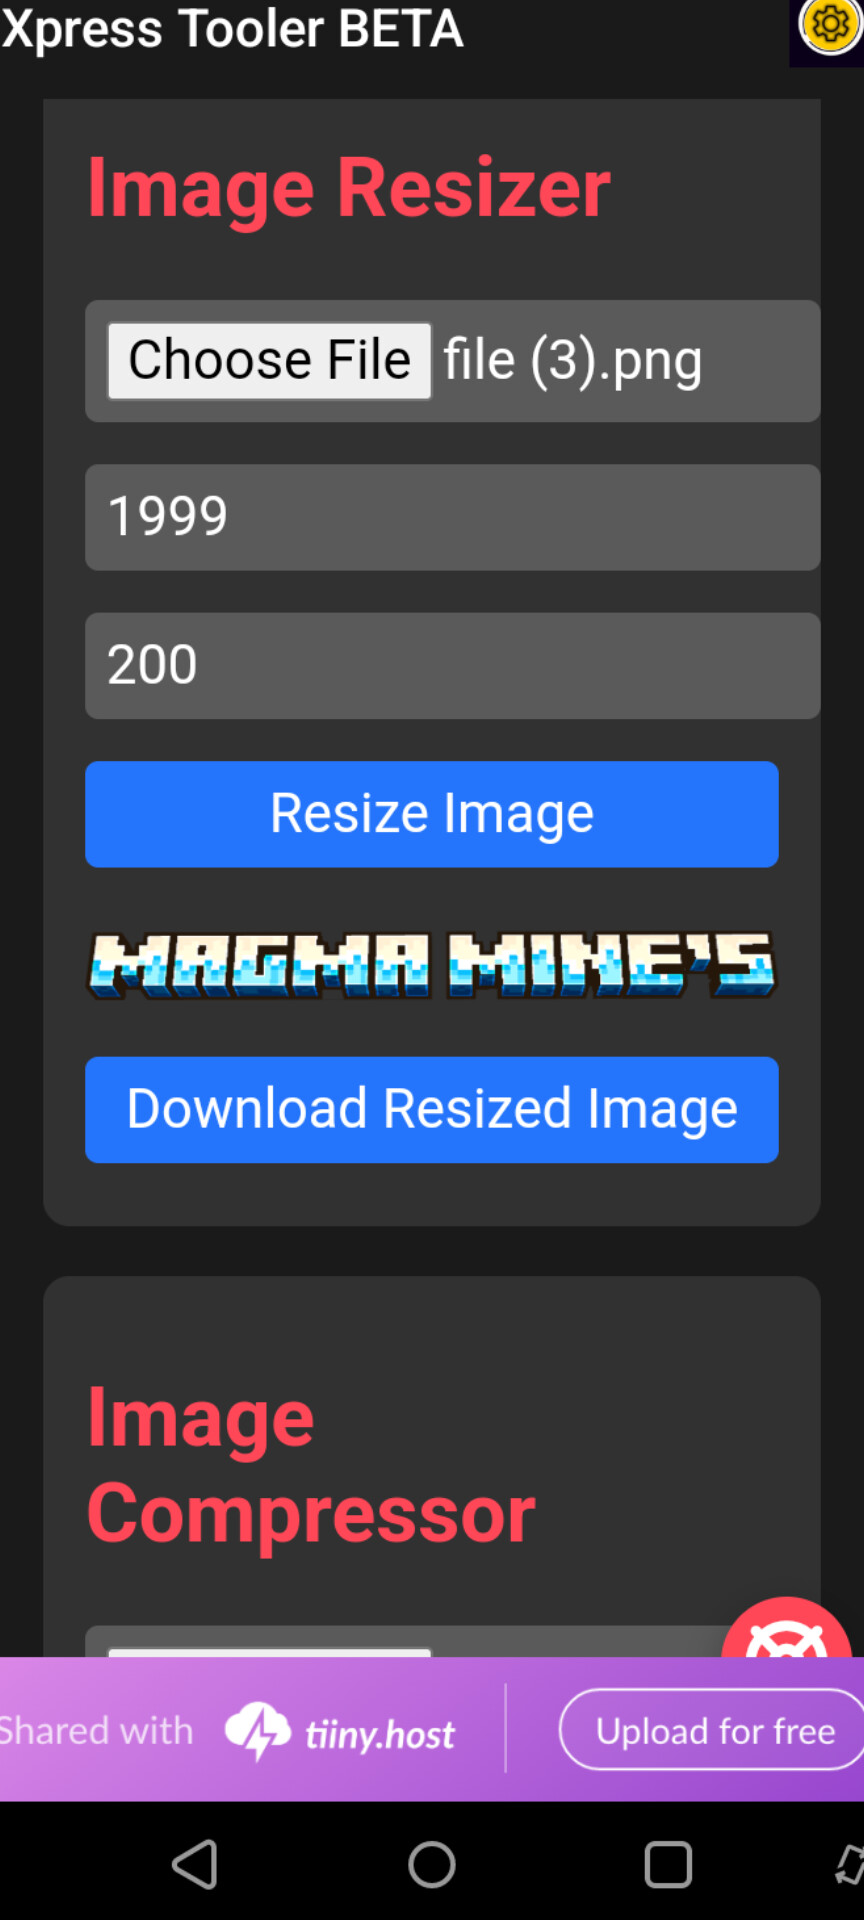 Xpress Tooler BETA
Image Resizer
Choose File file (3).png
1999
200
Resize Image
MAGMA MINE'S
Download Resized Image
Image
Compressor
Shared with tiiny.host Upload for free